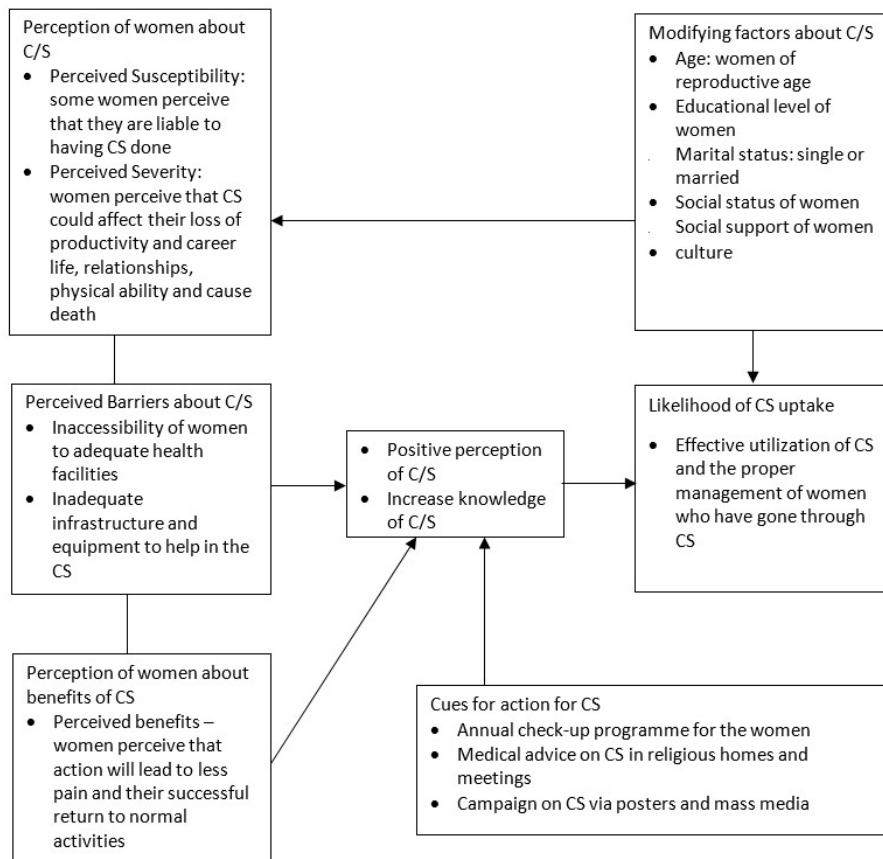 Perception of women about
C/S
• Perceived Susceptibility:
some women perceive
that they are liable to
having CS done
• Perceived Severity:
women perceive that CS
could affect their loss of
productivity and career
life, relationships,
physical ability and cause
death
Modifying factors about C/S
• Age: women of
reproductive age
• Educational level of
women
. Marital status: single or
married
• Social status of women
. Social support of women
• culture
Perceived Barriers about C/S
• Inaccessibility of women
to adequate health
facilities
• Inadequate
infrastructure and
equipment to help in the
CS
• Positive perception
of C/S
• Increase knowledge
of C/S
Likelihood of CS uptake
• Effective utilization of CS
and the proper
management of women
who have gone through
CS
Perception of women about
benefits of CS
• Perceived benefits –
women perceive that
action will lead to less
pain and their successful
return to normal
activities
Cues for action for CS
• Annual check-up programme for the women
• Medical advice on CS in religious homes and
meetings
• Campaign on CS via posters and mass media